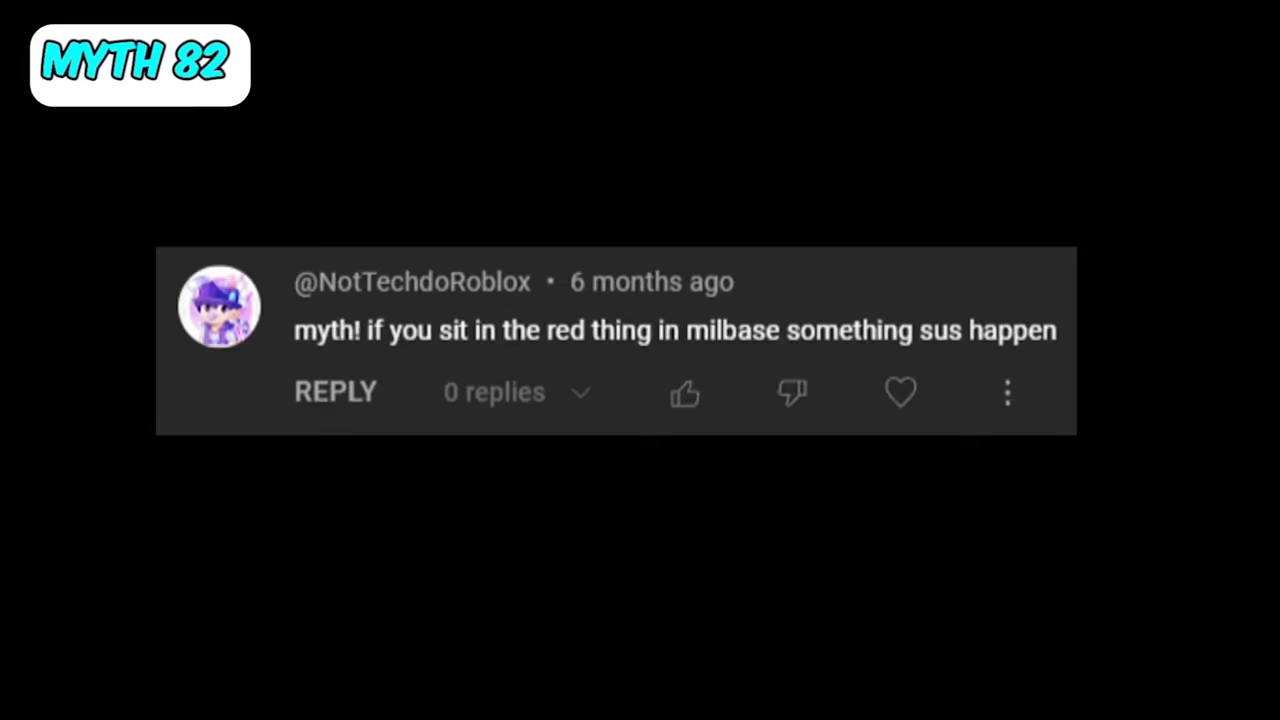 MYTH 82
@NotTechdoRoblox • 6 months ago
myth! if you sit in the red thing in milbase something sus happen
REPLY 0 replies